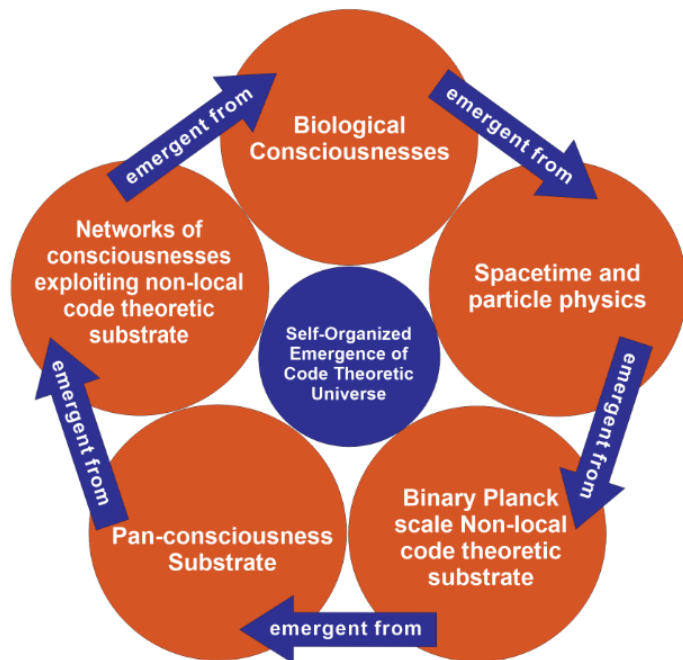 Biological
Consciousnesses
emergent from
Spacetime and
particle physics
emergent from
Binary Planck
scale Non-local
code theoretic
substrate
emergent from
Pan-consciousness
Substrate
emergent from
Networks of
consciousnesses
exploiting non-local
code theoretic
substrate
emergent from
Self-Organized
Emergence of
Code Theoretic
Universe